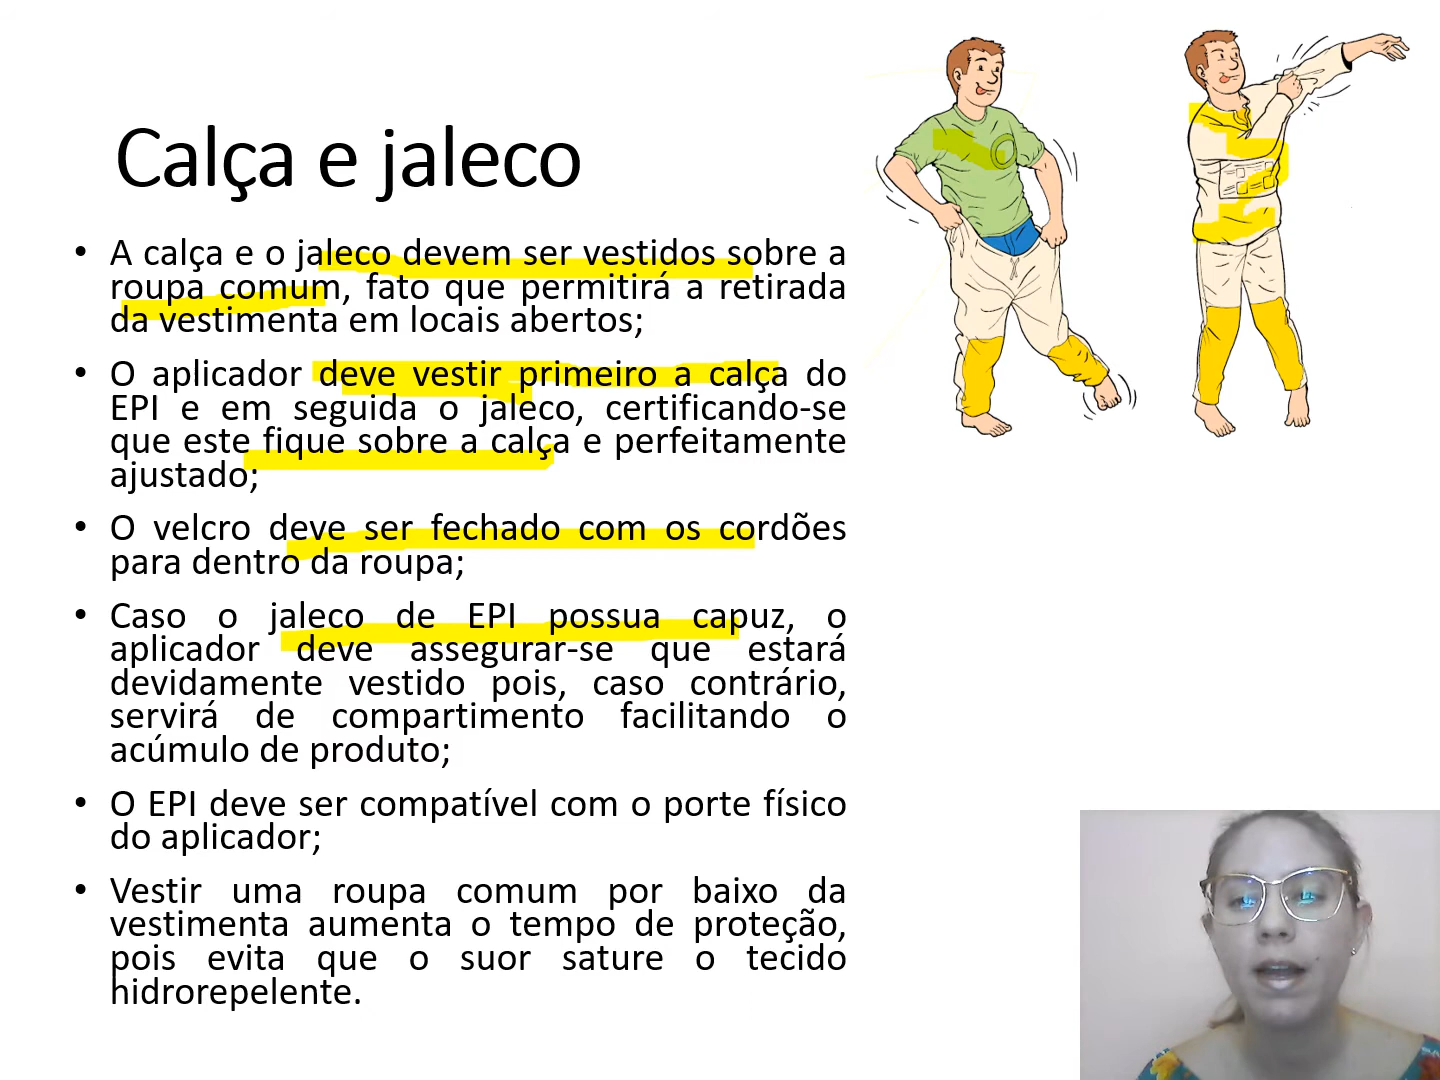 Calça e jaleco
• A calça e o jaleco devem ser vestidos sobre a
roupa comum, fato que permitirá a retirada
da vestimenta em locais abertos;
• O aplicador deve vestir primeiro a calça do
EPI e em seguida o jaleco, certificando-se
que este fique sobre a calça e perfeitamente
ajustado;
• O velcro deve ser fechado com os cordões
para dentro da roupa;
• Caso o jaleco de EPI possua capuz, o
aplicador deve assegurar-se que estará
devidamente vestido pois, caso contrário,
servirá de compartimento facilitando o
acúmulo de produto;
• O EPI deve ser compatível com o porte físico
do aplicador;
• Vestir uma roupa comum por baixo da
vestimenta aumenta o tempo de proteção,
pois evita que o suor sature o tecido
hidrorepelente.